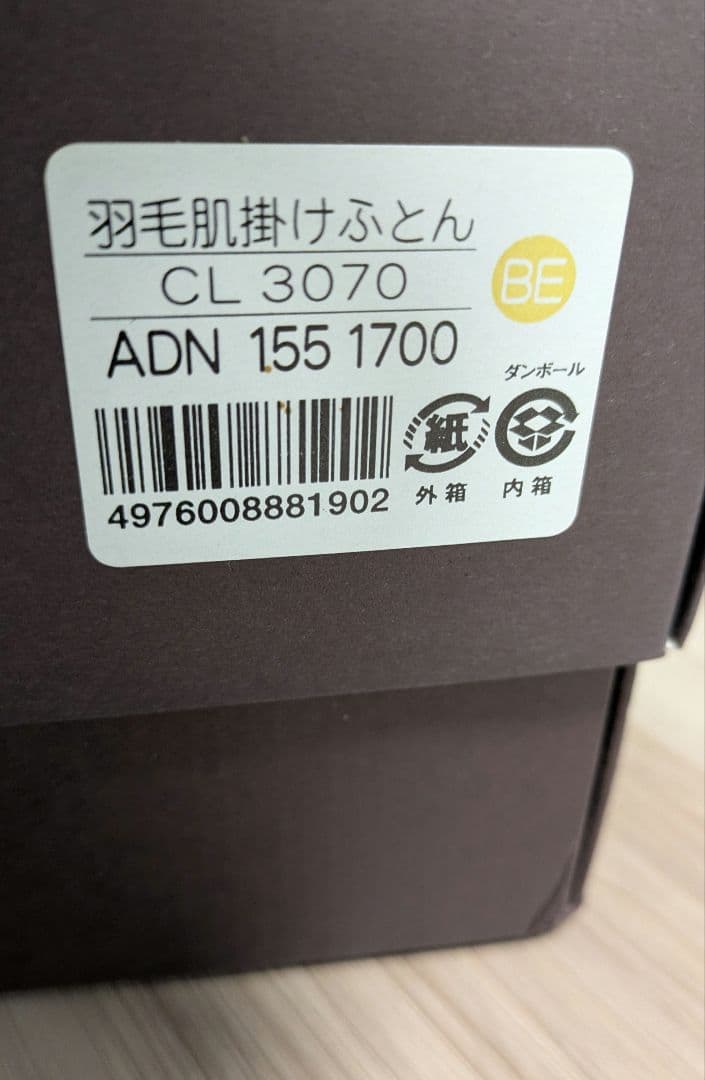 羽毛肌掛けふとん
CL 3070
BE
ADN 155 1700
ダンボール
紙
外箱
内箱
4976008881902